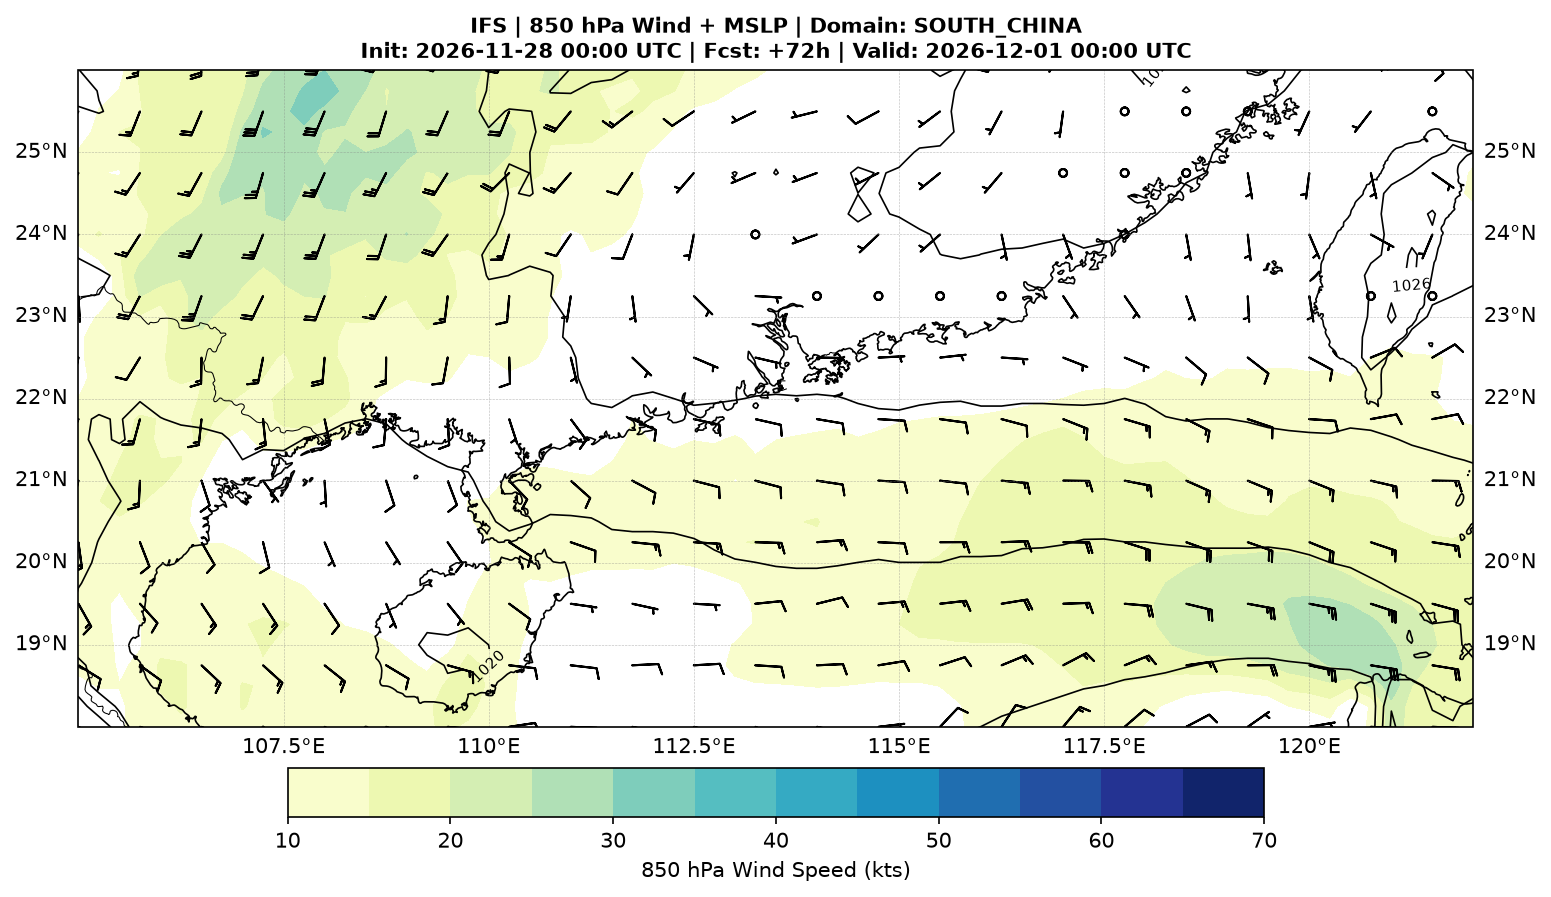 IFS | 850 hPa Wind + MSLP | Domain: SOUTH_CHINA
Init: 2026-11-28 00:00 UTC | Fcst: +72h | Valid: 2026-12-01 00:00 UTC
25°N
24°N
23°N
22°N
21°N
20°N
19°N
25°N
24°N
23°N
22°N
21°N
20°N
19°N
1026
1020
107.5°E 110°E 112.5°E 115°E 117.5°E 120°E
10 20 30 40 50 60 70
850 hPa Wind Speed (kts)